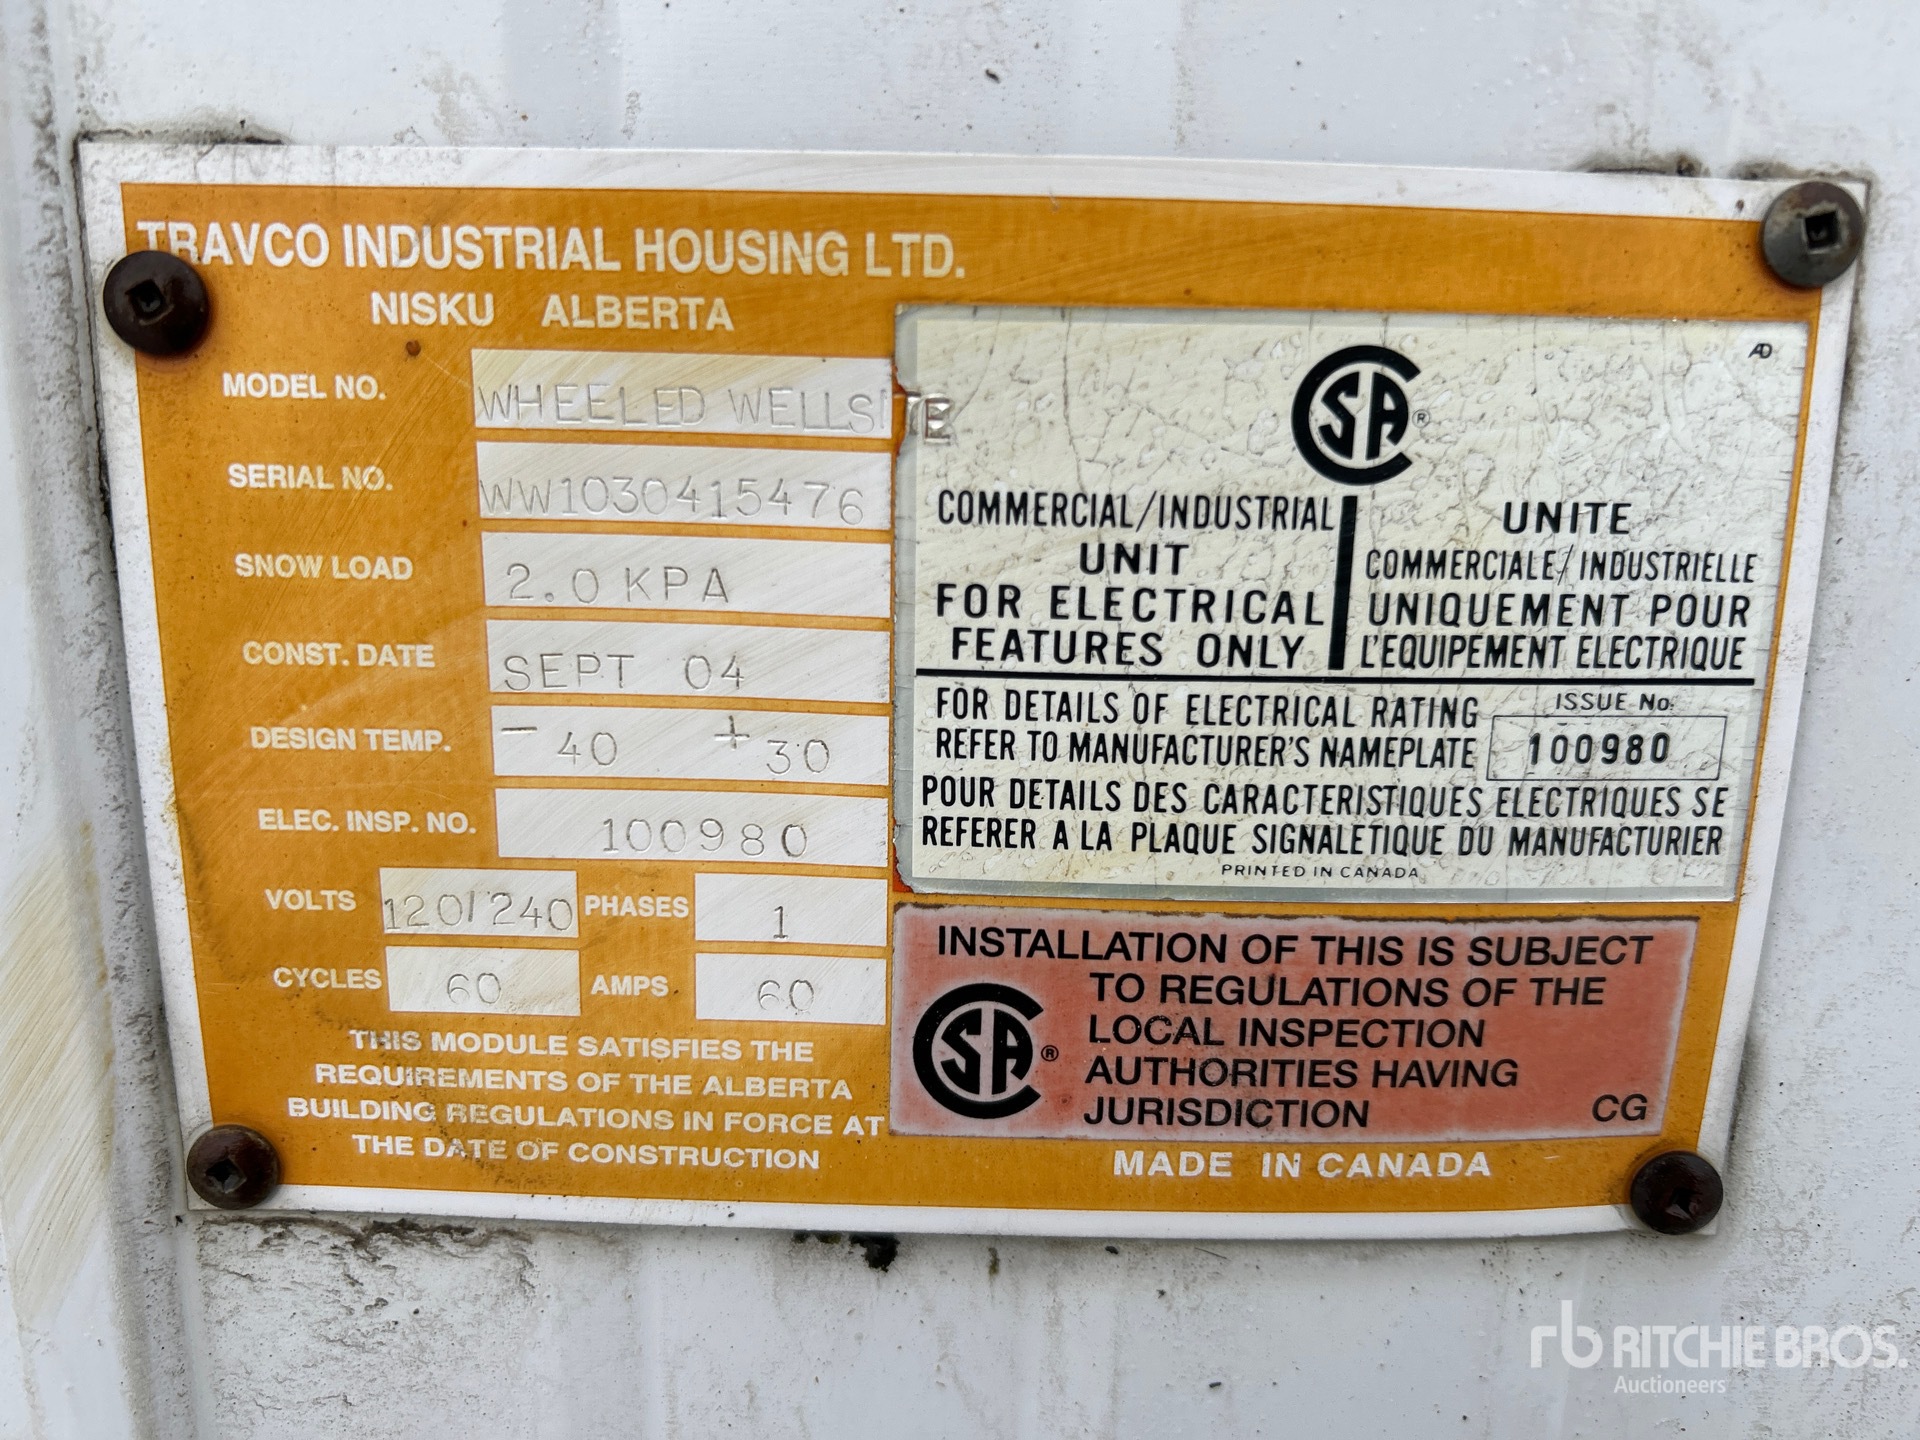 TRAVCO INDUSTRIAL HOUSING LTD.
NISKU ALBERTA
MODEL NO. WHEELED WELLSITE
SERIAL NO. WW1030415476
SNOW LOAD 2.0 KPA
CONST. DATE SEPT 04
DESIGN TEMP. -40 +30
ELEC. INSP. NO. 100980
VOLTS 120/240 PHASES 1
CYCLES 60 AMPS 60
THIS MODULE SATISFIES THE
REQUIREMENTS OF THE ALBERTA
BUILDING REGULATIONS IN FORCE AT
THE DATE OF CONSTRUCTION
AD
CSA ®
COMMERCIAL/INDUSTRIAL
UNIT
FOR ELECTRICAL
FEATURES ONLY
UNITE
COMMERCIALE/INDUSTRIELLE
UNIQUEMENT POUR
L'EQUIPEMENT ELECTRIQUE
FOR DETAILS OF ELECTRICAL RATING
REFER TO MANUFACTURER'S NAMEPLATE
ISSUE No.
100980
POUR DETAILS DES CARACTERISTIQUES ELECTRIQUES SE
REFERER A LA PLAQUE SIGNALETIQUE DU MANUFACTURIER
PRINTED IN CANADA
INSTALLATION OF THIS IS SUBJECT
TO REGULATIONS OF THE
LOCAL INSPECTION
AUTHORITIES HAVING
JURISDICTION
CSA ®
CG
MADE IN CANADA
rb RITCHIE BROS.
Auctioneers